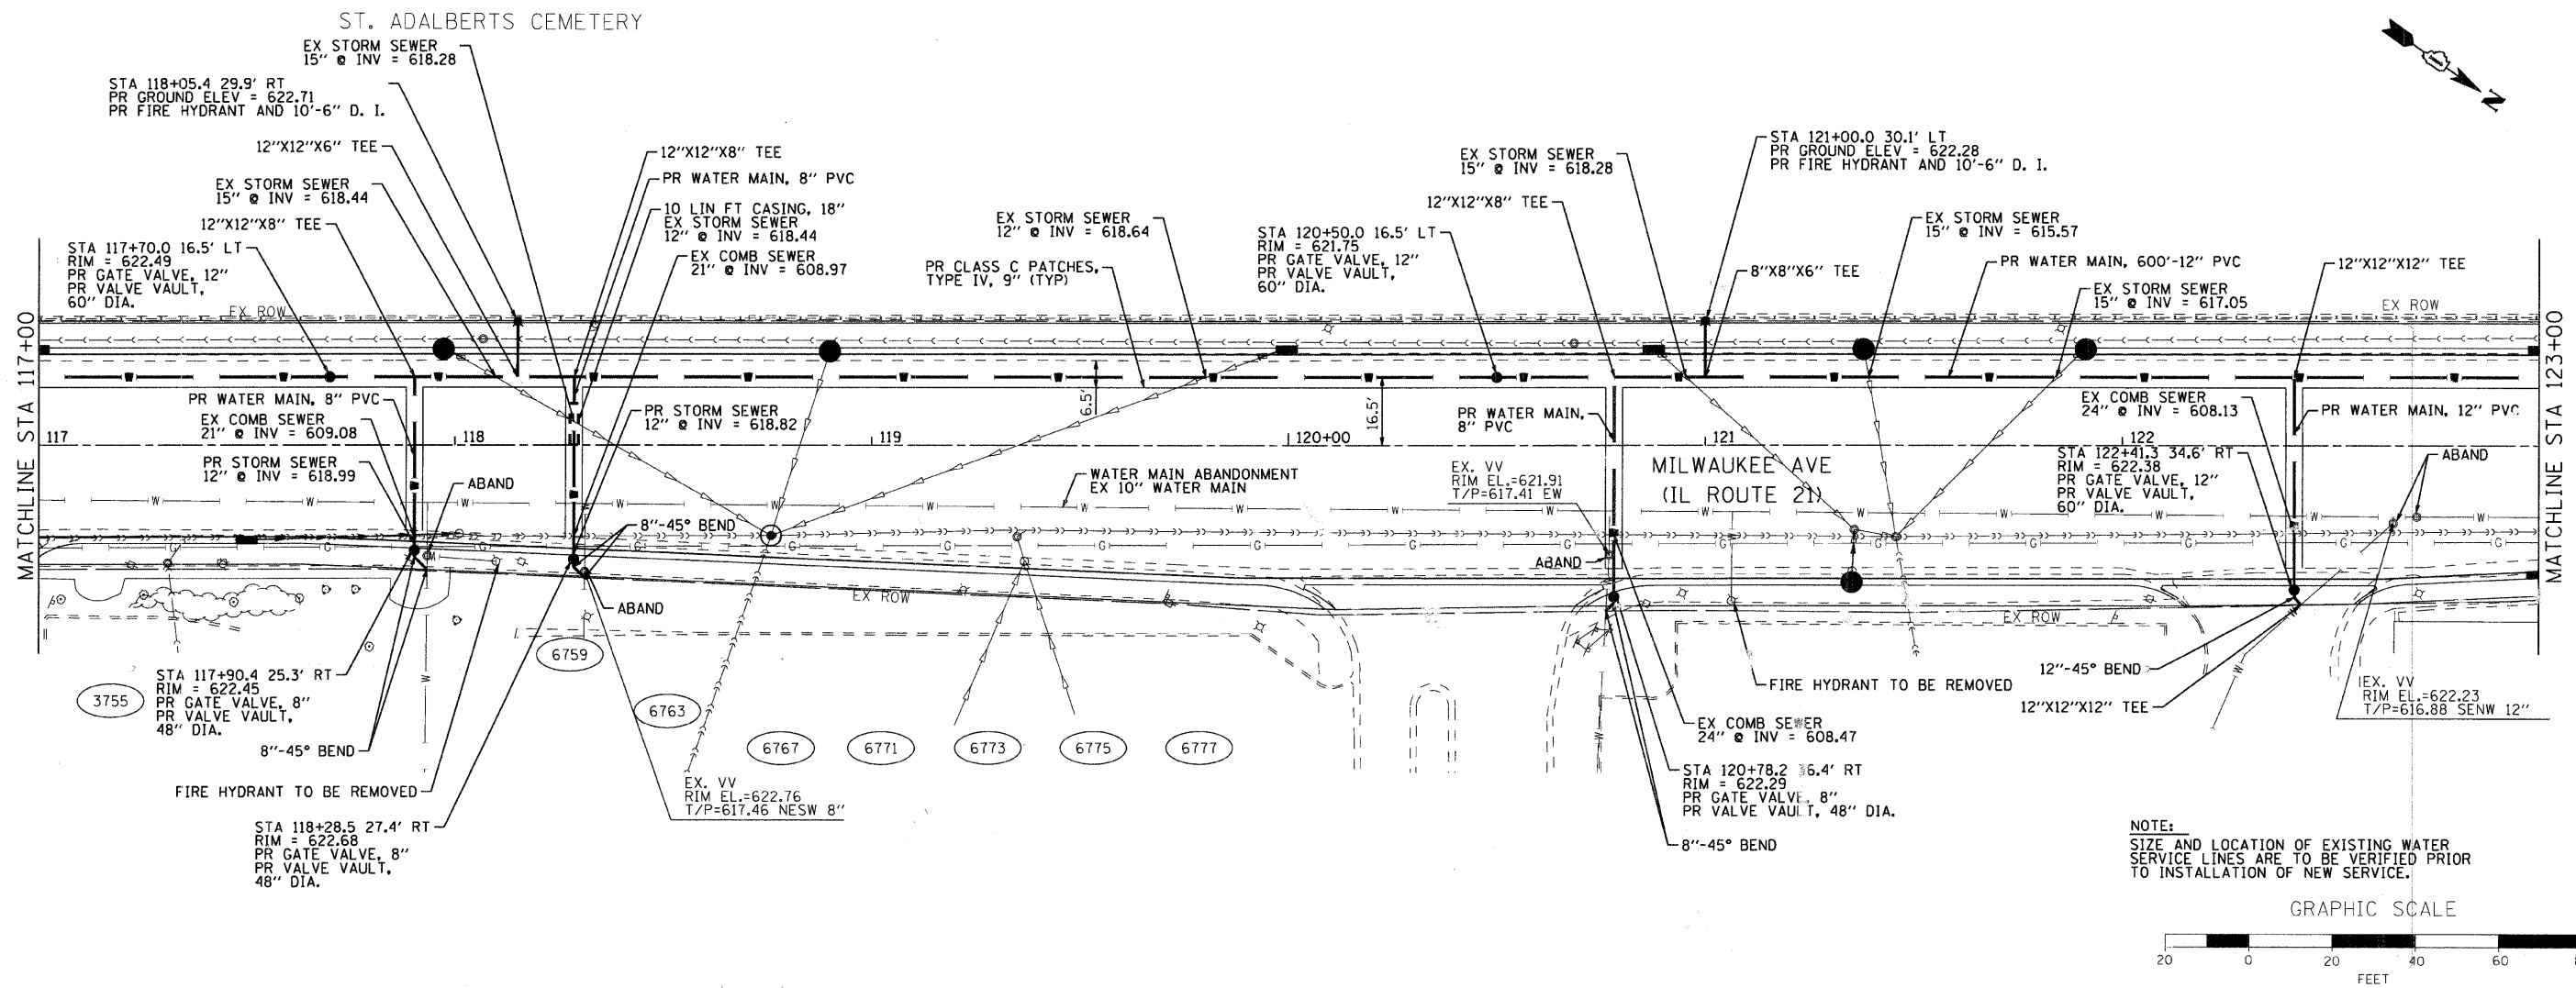 ST. ADALBERTS CEMETERY
EX STORM SEWER
15" @ INV = 618.28
STA 118+05.4 29.9' RT
PR GROUND ELEV = 622.71
PR FIRE HYDRANT AND 10'-6" D. I.
12"X12"X6" TEE
EX STORM SEWER
15" @ INV = 618.44
12"X12"X8" TEE
STA 117+70.0 16.5' LT
RIM = 622.49
PR GATE VALVE, 12"
PR VALVE VAULT,
60" DIA.
EX ROW
12"X12"X8" TEE
PR WATER MAIN, 8" PVC
10 LIN FT CASING, 18"
EX STORM SEWER
12" @ INV = 618.44
EX COMB SEWER
21" @ INV = 608.97
PR CLASS C PATCHES,
TYPE IV, 9" (TYP)
EX STORM SEWER
12" @ INV = 618.64
STA 120+50.0 16.5' LT
RIM = 621.75
PR GATE VALVE, 12"
PR VALVE VAULT,
60" DIA.
EX STORM SEWER
15" @ INV = 618.28
12"X12"X8" TEE
STA 121+00.0 30.1' LT
PR GROUND ELEV = 622.28
PR FIRE HYDRANT AND 10'-6" D. I.
EX STORM SEWER
15" @ INV = 615.57
8"X8"X6" TEE
PR WATER MAIN, 600'-12" PVC
EX STORM SEWER
15" @ INV = 617.05
12"X12"X12" TEE
EX ROW
N
MATCHLINE STA 117+00
MATCHLINE STA 123+00
PR WATER MAIN, 8" PVC
EX COMB SEWER
21" @ INV = 609.08
PR STORM SEWER
12" @ INV = 618.99
117
118
119
120+00
121
122
6.5'
16.5'
ABAND
PR STORM SEWER
12" @ INV = 618.82
8"-45° BEND
ABAND
WATER MAIN ABANDONMENT
EX 10" WATER MAIN
EX. VV
RIM EL.=621.91
T/P=617.41 EW
PR WATER MAIN,
8" PVC
ABAND
MILWAUKEE AVE
(IL ROUTE 21)
EX COMB SEWER
24" @ INV = 608.13
PR WATER MAIN, 12" PVC
STA 122+41.3 34.6' RT
RIM = 622.38
PR GATE VALVE, 12"
PR VALVE VAULT,
60" DIA.
ABAND
W W W W W W W W W W W W W W W
G G G G G G G G G G G G
EX ROW
EX ROW
STA 117+90.4 25.3' RT
RIM = 622.45
PR GATE VALVE, 8"
PR VALVE VAULT,
48" DIA.
8"-45° BEND
FIRE HYDRANT TO BE REMOVED
STA 118+28.5 27.4' RT
RIM = 622.68
PR GATE VALVE, 8"
PR VALVE VAULT,
48" DIA.
3755
6759
6763
6767
6771
6773
6775
6777
EX. VV
RIM EL.=622.76
T/P=617.46 NESW 8"
FIRE HYDRANT TO BE REMOVED
EX COMB SEWER
24" @ INV = 608.47
STA 120+78.2 36.4' RT
RIM = 622.29
PR GATE VALVE, 8"
PR VALVE VAULT, 48" DIA.
8"-45° BEND
12"-45° BEND
12"X12"X12" TEE
EX. VV
RIM EL.=622.23
T/P=616.88 SENW 12"
NOTE:
SIZE AND LOCATION OF EXISTING WATER
SERVICE LINES ARE TO BE VERIFIED PRIOR
TO INSTALLATION OF NEW SERVICE.
GRAPHIC SCALE
20 0 20 40 60
FEET